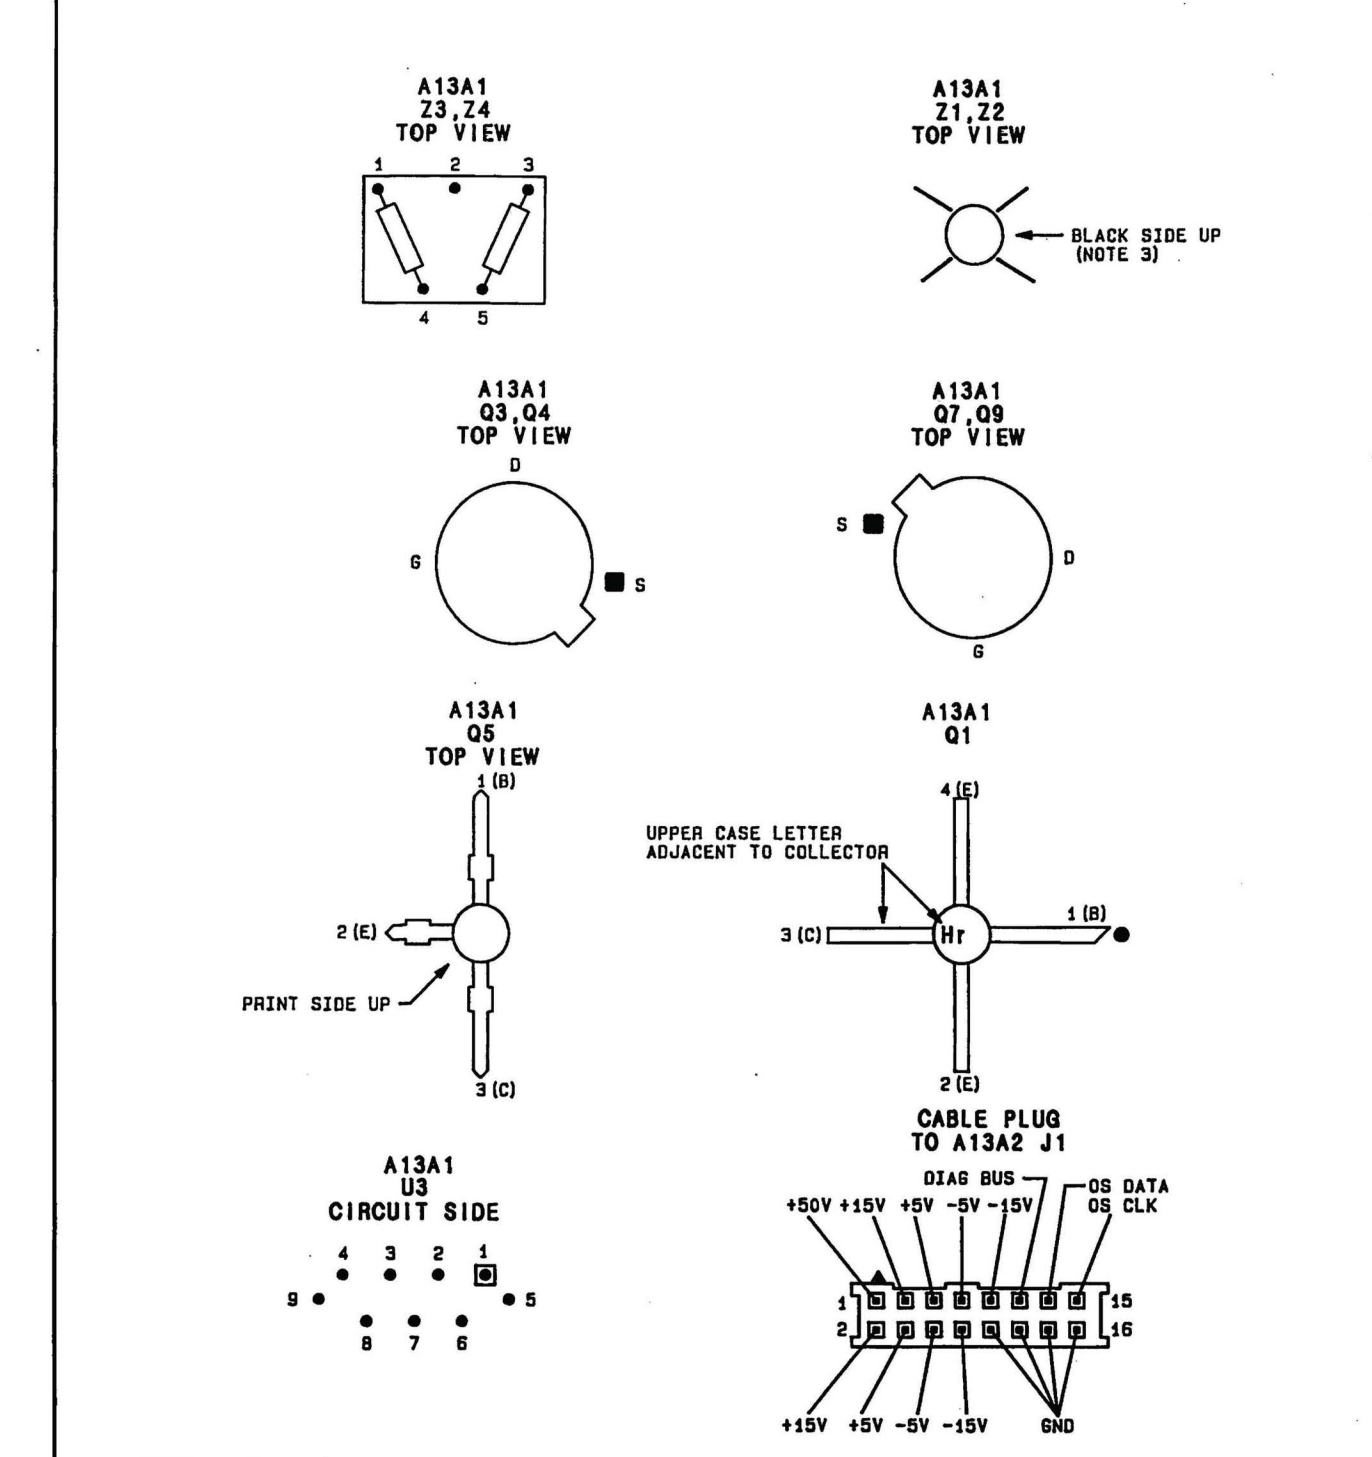 A13A1
Z3,Z4
TOP VIEW
1 2 3
4 5
A13A1
Z1,Z2
TOP VIEW
BLACK SIDE UP
(NOTE 3)
A13A1
Q3,Q4
TOP VIEW
D
G
S
A13A1
Q7,Q9
TOP VIEW
S
D
G
A13A1
Q5
TOP VIEW
1(B)
2(E)
PRINT SIDE UP
3(C)
A13A1
Q1
4(E)
UPPER CASE LETTER
ADJACENT TO COLLECTOR
1(B)
3(C)
Hr
2(E)
A13A1
U3
CIRCUIT SIDE
4 3 2 1
9 5
8 7 6
CABLE PLUG
TO A13A2 J1
DIAG BUS
OS DATA
+50V +15V +5V -5V -15V OS CLK
1 15
2 16
+15V +5V -5V -15V GND